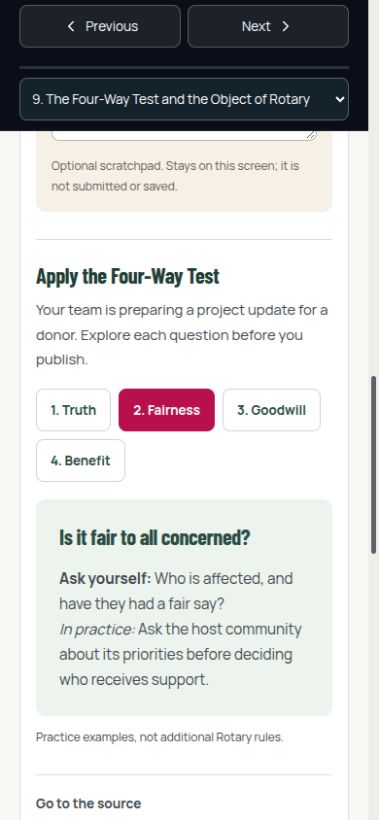 Previous
Next
9. The Four-Way Test and the Object of Rotary
Optional scratchpad. Stays on this screen; it is
not submitted or saved.
Apply the Four-Way Test
Your team is preparing a project update for a
donor. Explore each question before you
publish.
1. Truth
2. Fairness
3. Goodwill
4. Benefit
Is it fair to all concerned?
Ask yourself: Who is affected, and
have they had a fair say?
In practice: Ask the host community
about its priorities before deciding
who receives support.
Practice examples, not additional Rotary rules.
Go to the source